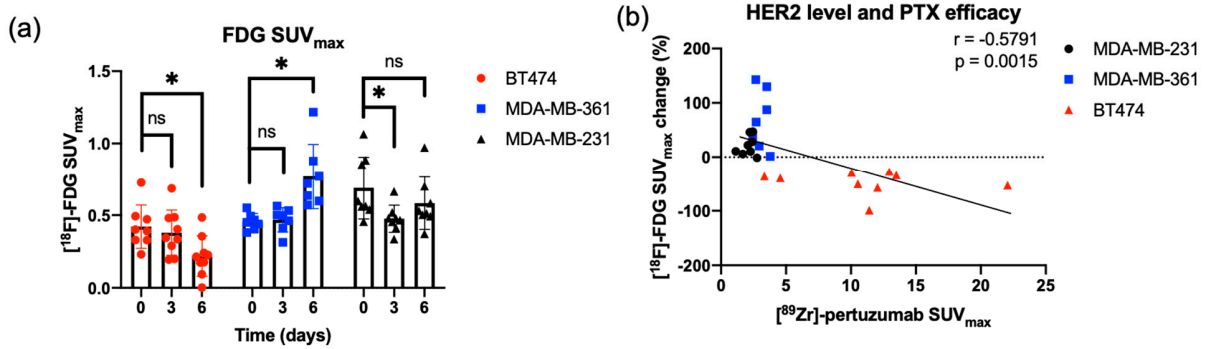 (a)
FDG SUVmax
[18F]-FDG SUVmax
1.5
1.0
0.5
0.0
*
ns
*
ns
ns
*
0 3 6 0 3 6 0 3 6
Time (days)
BT474
MDA-MB-361
MDA-MB-231
(b)
HER2 level and PTX efficacy
r = -0.5791
p = 0.0015
[18F]-FDG SUVmax change (%)
200
100
0
-100
-200
0 5 10 15 20 25
[89Zr]-pertuzumab SUVmax
MDA-MB-231
MDA-MB-361
BT474